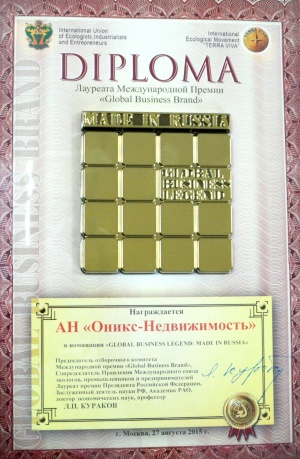 International Union
of Ecologists, Industrialists
and Entrepreneurs
International
Ecological Movement
"TERRA VIVA"
DIPLOMA
Лауреата Международной Премии
«Global Business Brand»
MADE IN RUSSIA
GLOBAL
BUSINESS
LEGEND
GLOBAL BUSINESS BRAND
Награждается
АН «Оникс-Недвижимость»
в номинации «GLOBAL BUSINESS LEGEND: MADE IN RUSSIA»
Председатель отборочного комитета
Международной премии «Global Business Brand»,
Сопредседатель Правления Международного союза
экологов, промышленников и предпринимателей
Лауреат премии Президента Российской Федерации,
Заслуженный деятель науки РФ, Академик РАО,
доктор экономических наук, профессор
Л.П. КУРАКОВ
г. Москва, 27 августа 2015 г.